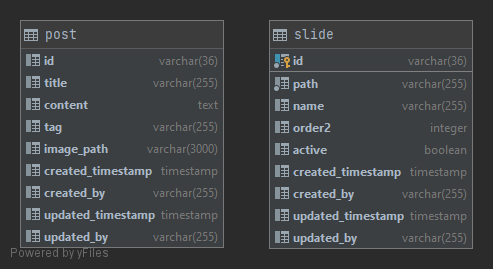 post
id varchar(36)
title varchar(255)
content text
tag varchar(255)
image_path varchar(3000)
created_timestamp timestamp
created_by varchar(255)
updated_timestamp timestamp
updated_by varchar(255)
slide
id varchar(36)
path varchar(255)
name varchar(255)
order2 integer
active boolean
created_timestamp timestamp
created_by varchar(255)
updated_timestamp timestamp
updated_by varchar(255)
Powered by yFiles